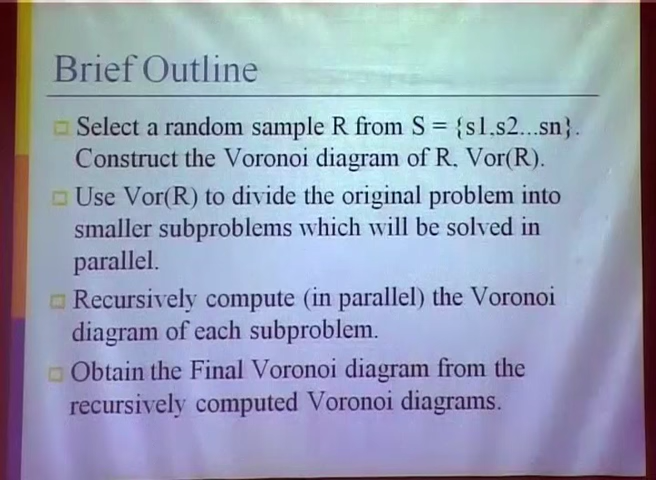 Brief Outline
Select a random sample R from S = {s1,s2...sn}.
Construct the Voronoi diagram of R, Vor(R).
Use Vor(R) to divide the original problem into
smaller subproblems which will be solved in
parallel.
Recursively compute (in parallel) the Voronoi
diagram of each subproblem.
Obtain the Final Voronoi diagram from the
recursively computed Voronoi diagrams.